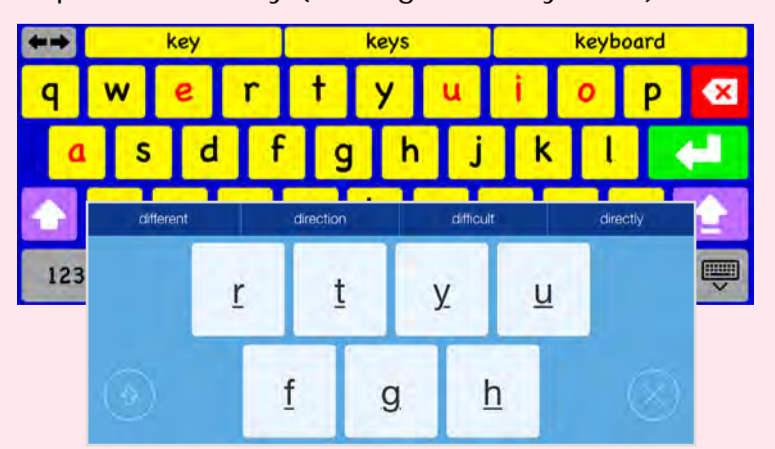 key keys keyboard
q w e r t y u i o p
a s d f g h j k l
123
different direction difficult directly
r t y u
f g h